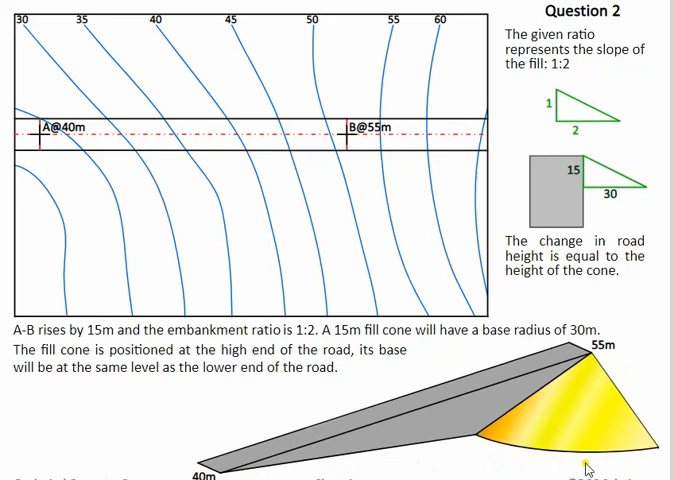 30 35 40 45 50 55 60
Question 2
The given ratio
represents the slope of
the fill: 1:2
1
2
A@40m
B@55m
15
30
The change in road
height is equal to the
height of the cone.
A-B rises by 15m and the embankment ratio is 1:2. A 15m fill cone will have a base radius of 30m.
The fill cone is positioned at the high end of the road, its base
will be at the same level as the lower end of the road.
55m
40m